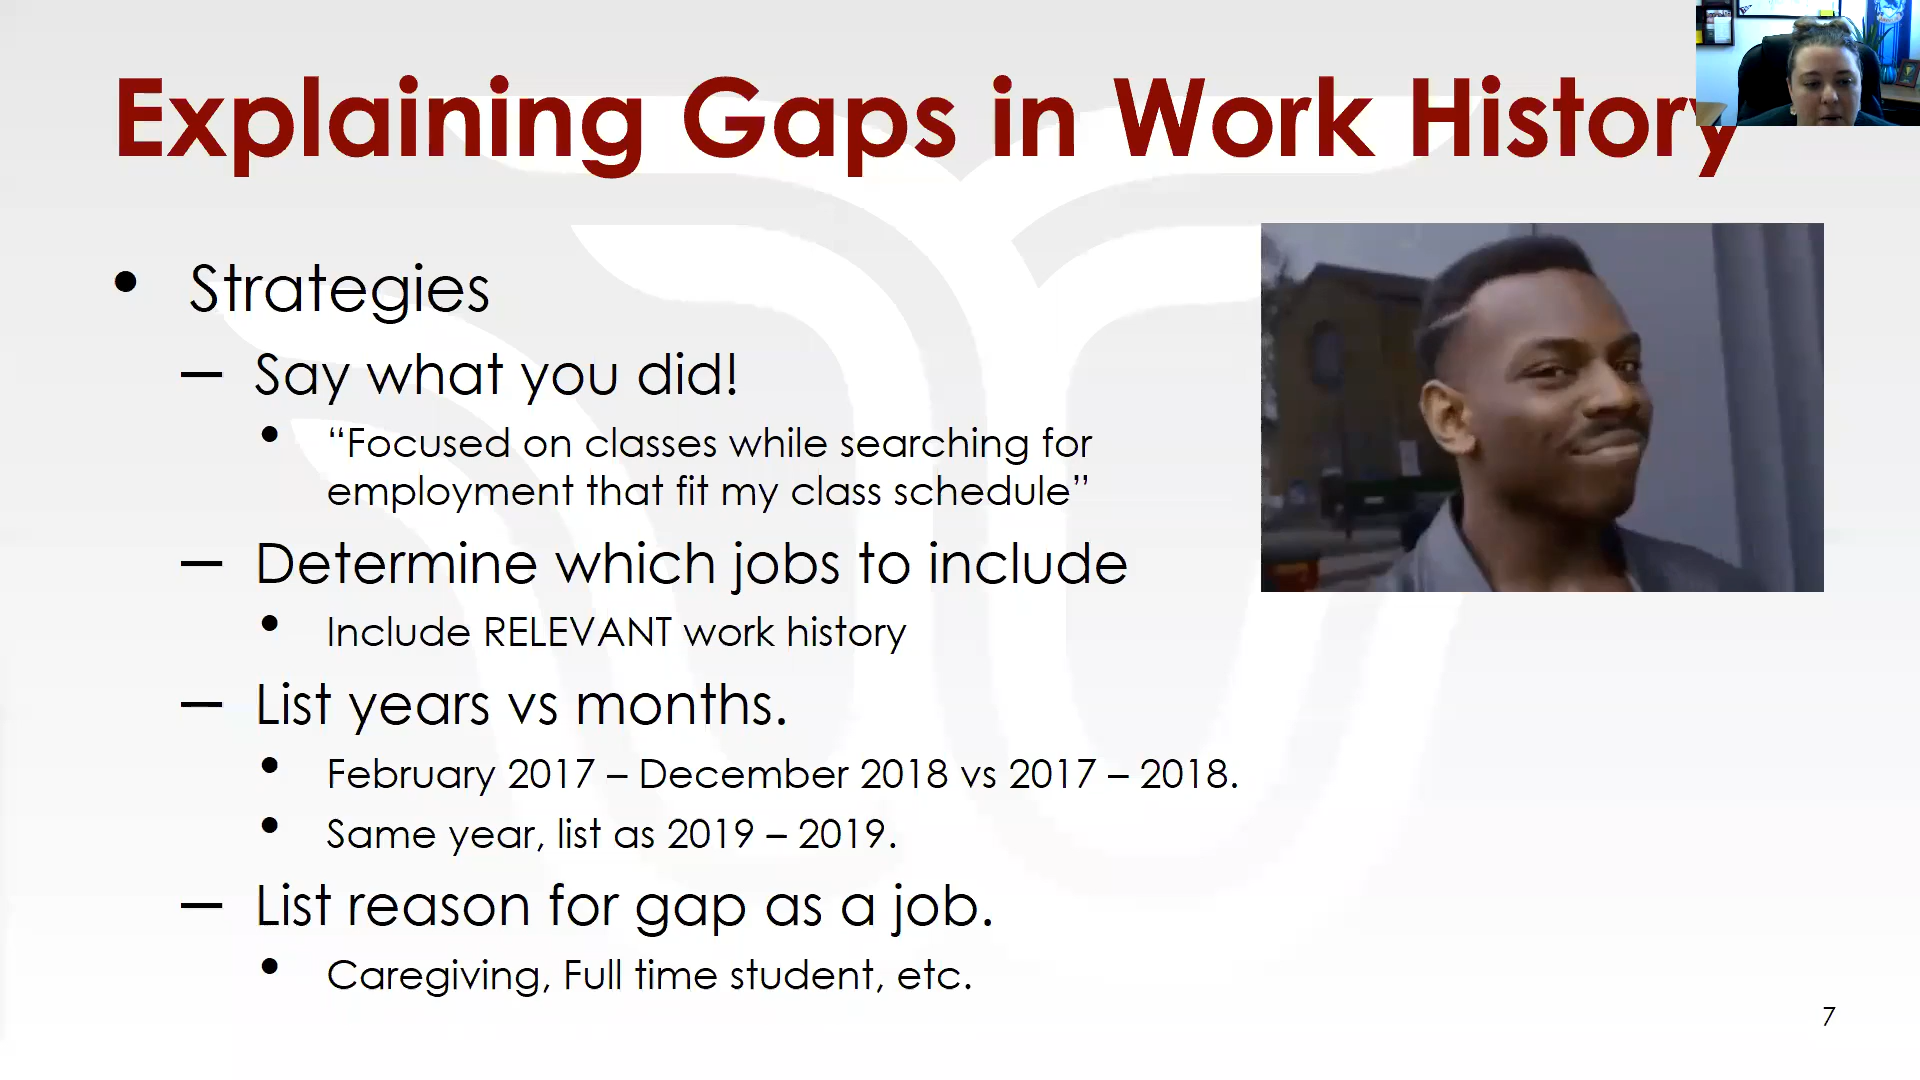 Explaining Gaps in Work History
• Strategies
– Say what you did!
• “Focused on classes while searching for
employment that fit my class schedule”
– Determine which jobs to include
• Include RELEVANT work history
– List years vs months.
• February 2017 – December 2018 vs 2017 – 2018.
• Same year, list as 2019 – 2019.
– List reason for gap as a job.
• Caregiving, Full time student, etc.
7